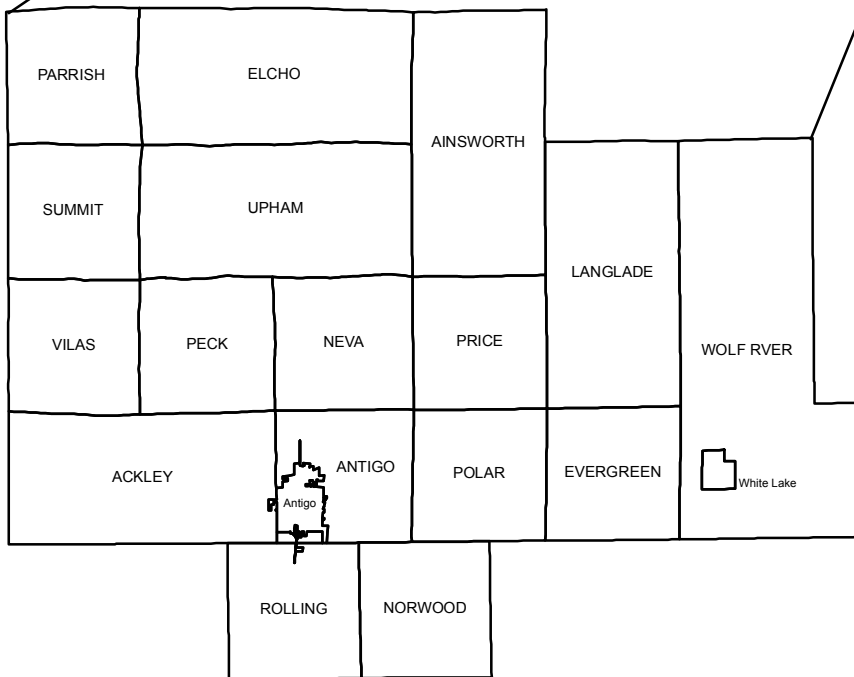 PARRISH
ELCHO
AINSWORTH
SUMMIT
UPHAM
LANGLADE
VILAS
PECK
NEVA
PRICE
WOLF RVER
ACKLEY
ANTIGO
POLAR
EVERGREEN
White Lake
Antigo
ROLLING
NORWOOD